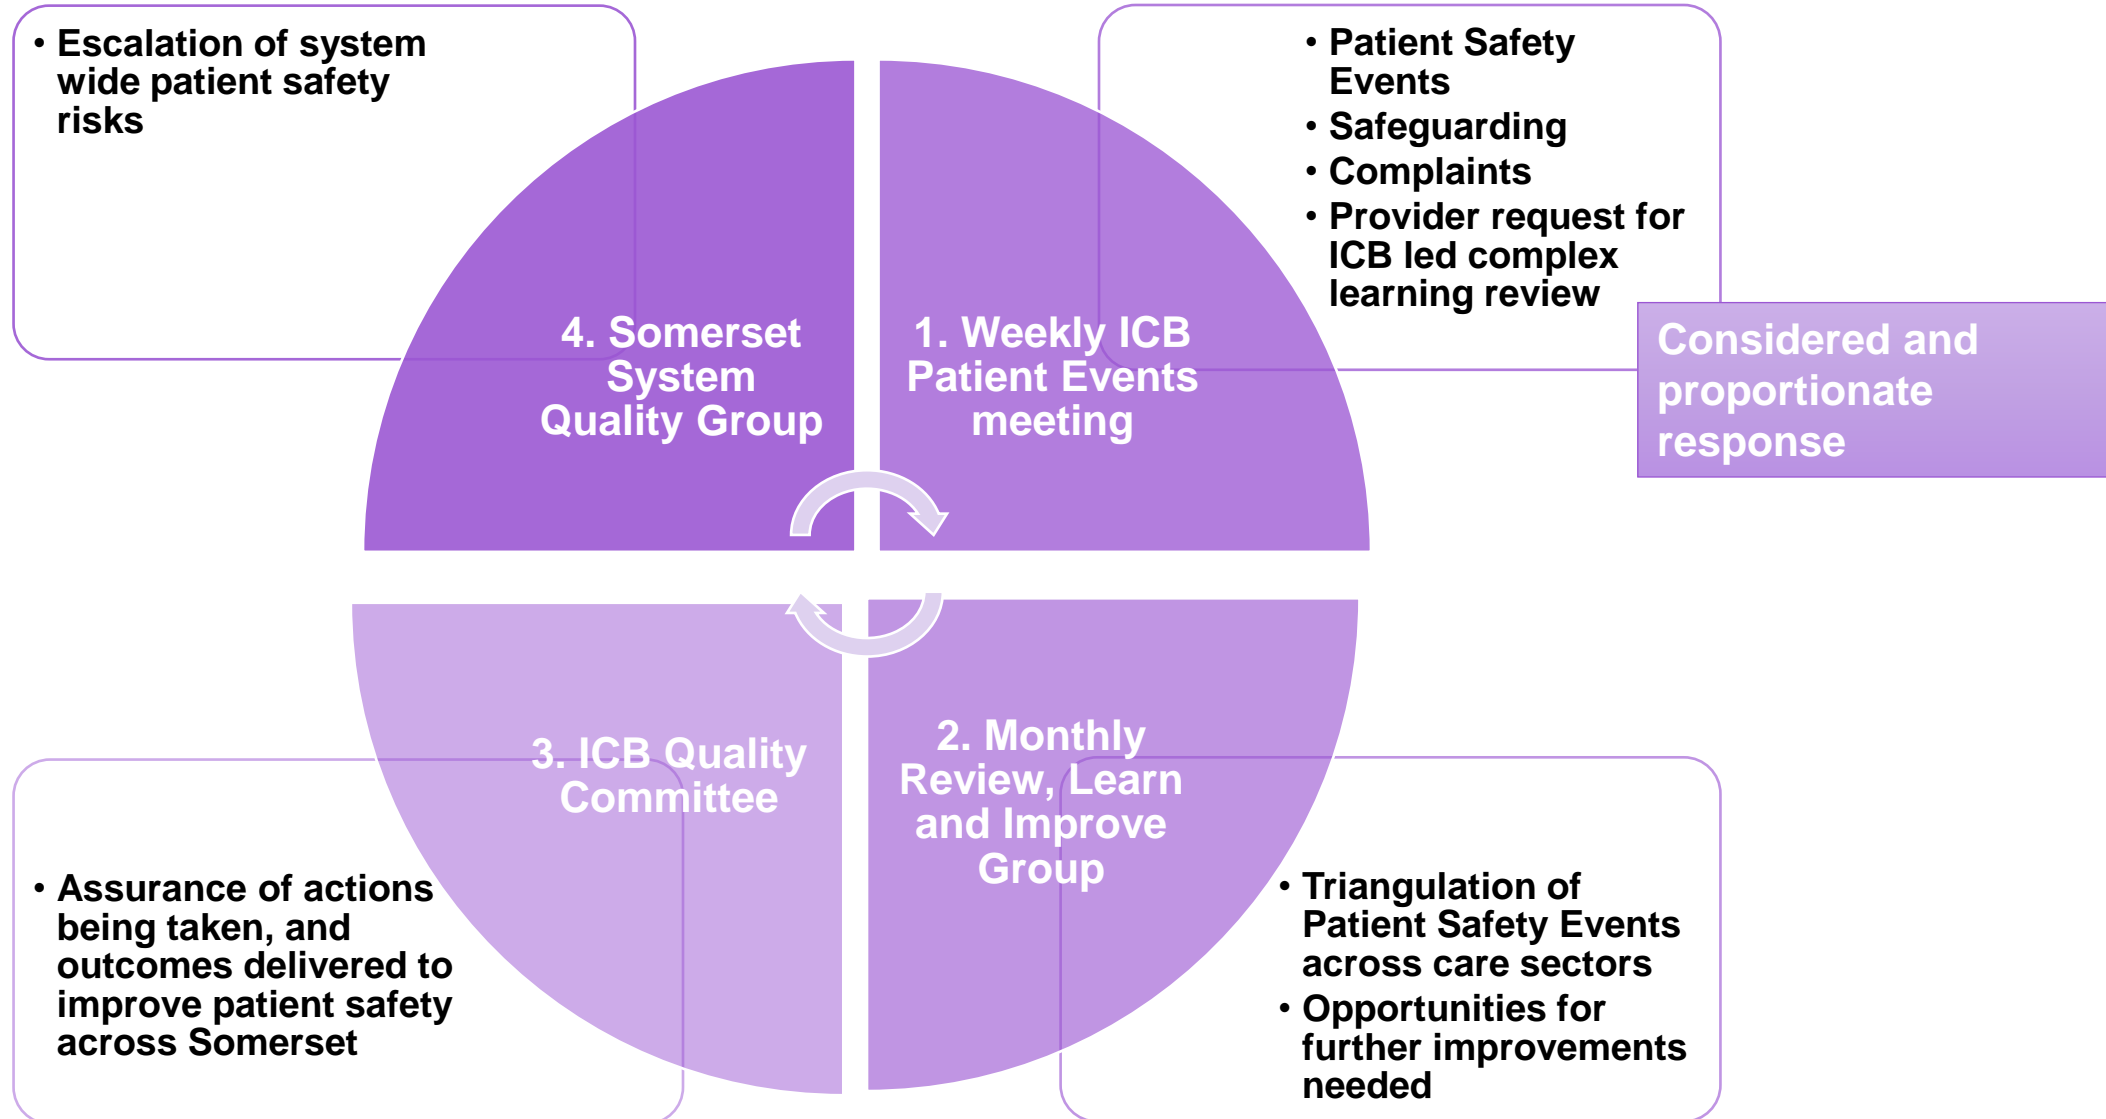 • Escalation of system
wide patient safety
risks
• Patient Safety
Events
• Safeguarding
• Complaints
• Provider request for
ICB led complex
learning review
Considered and
proportionate
response
4. Somerset
System
Quality Group
1. Weekly ICB
Patient Events
meeting
3. ICB Quality
Committee
2. Monthly
Review, Learn
and Improve
Group
• Assurance of actions
being taken, and
outcomes delivered to
improve patient safety
across Somerset
• Triangulation of
Patient Safety Events
across care sectors
• Opportunities for
further improvements
needed